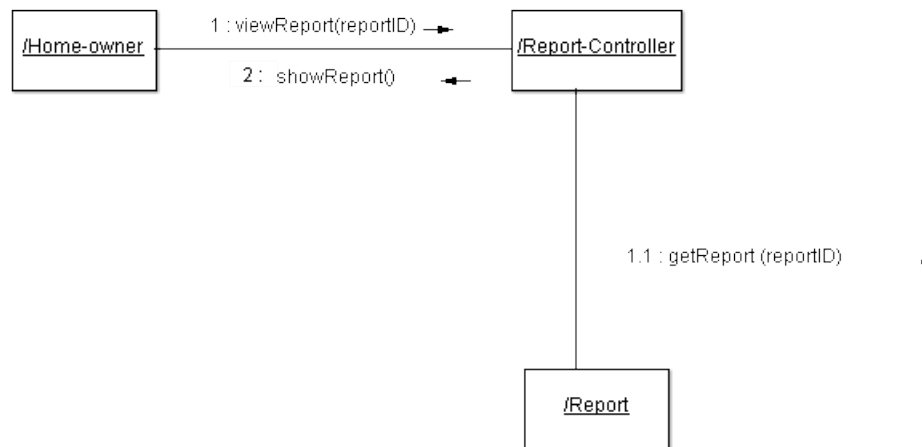 1 : viewReport(reportID)
/Home-owner
/Report-Controller
2 : showReport()
1.1 : getReport (reportID)
/Report